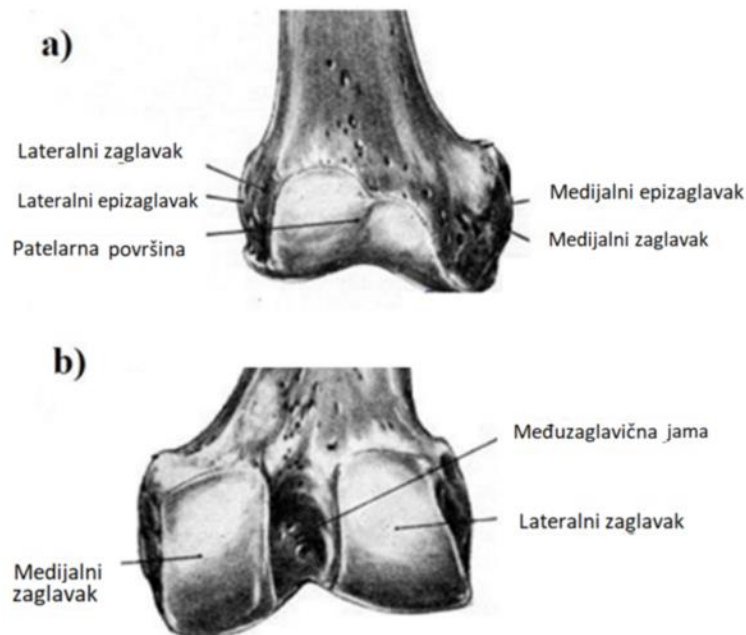 a)
Lateralni zaglavak
Lateralni epizaglavak
Patelarna površina
Medijalni epizaglavak
Medijalni zaglavak
b)
Međuzaglavična jama
Lateralni zaglavak
Medijalni
zaglavak